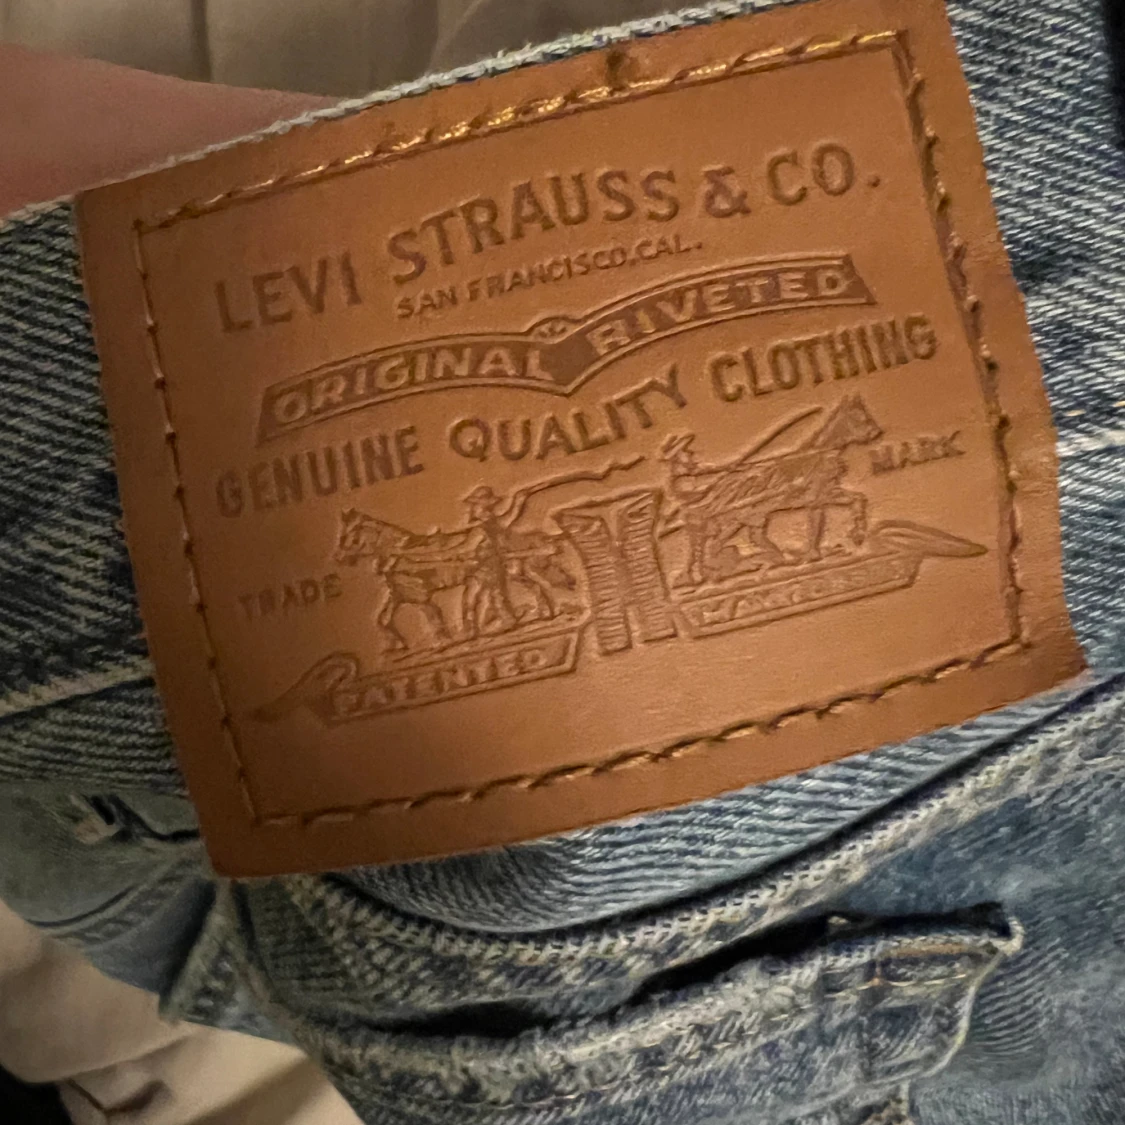 LEVI STRAUSS & CO.
SAN FRANCISCO, CAL.
ORIGINAL RIVETED
GENUINE QUALITY CLOTHING
TRADE MARK
PATENTED